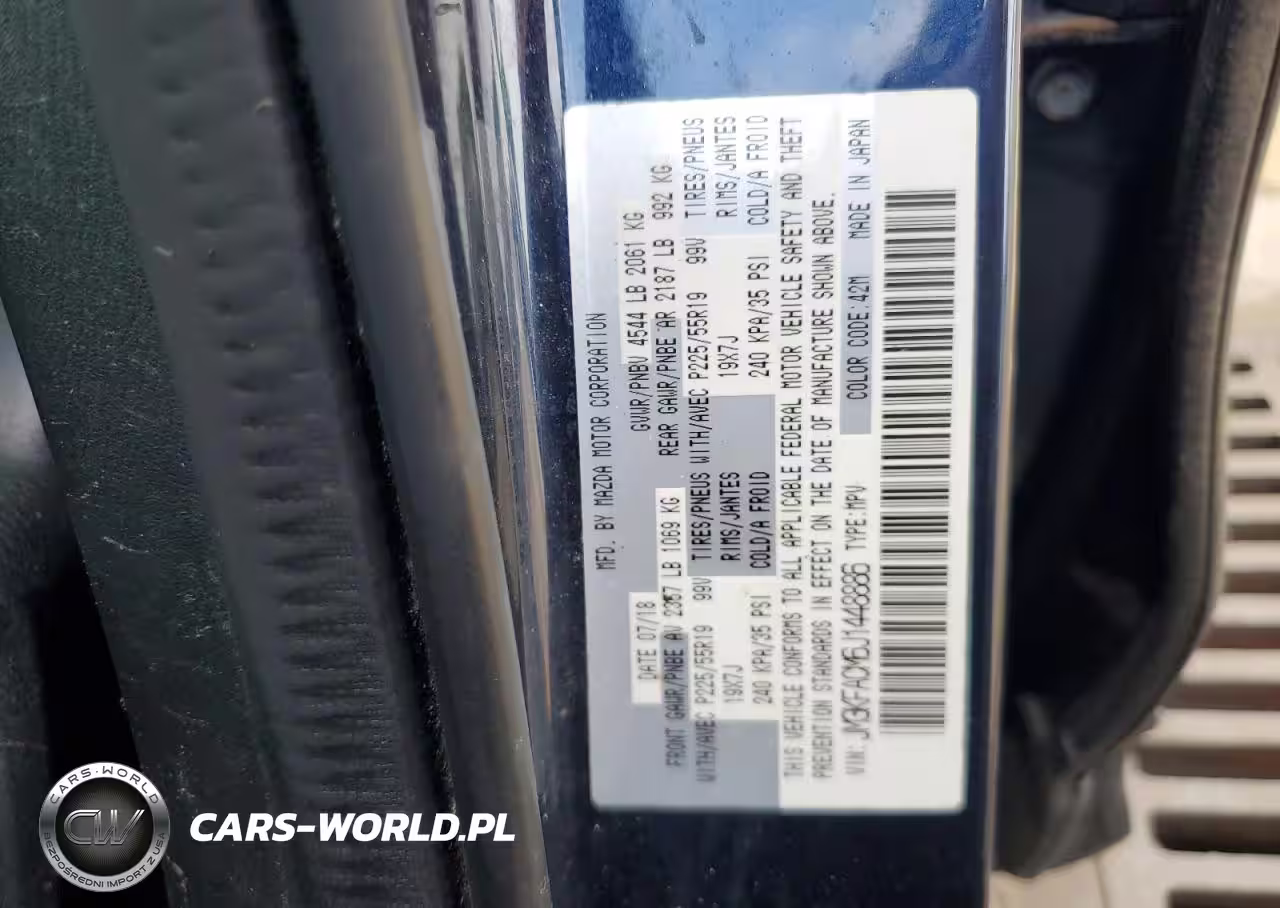 MFD. BY MAZDA MOTOR CORPORATION
DATE 07/18 GVWR/PNBV 4544 LB 2061 KG
FRONT GAWR/PNBE AV 2357 LB 1069 KG REAR GAWR/PNBE AR 2187 LB 992 KG
WITH/AVEC P225/55R19 99V TIRES/PNEUS WITH/AVEC P225/55R19 99V TIRES/PNEUS
19X7J RIMS/JANTES 19X7J RIMS/JANTES
240 KPA/35 PSI COLD/A FROID 240 KPA/35 PSI COLD/A FROID
THIS VEHICLE CONFORMS TO ALL APPLICABLE FEDERAL MOTOR VEHICLE SAFETY AND THEFT
PREVENTION STANDARDS IN EFFECT ON THE DATE OF MANUFACTURE SHOWN ABOVE.
VIN: JM3KFACM6J1448886 TYPE:MPV COLOR CODE:42M MADE IN JAPAN
CARS-WORLD
CW
BEZPOŚREDNI IMPORT Z USA
CARS-WORLD.PL